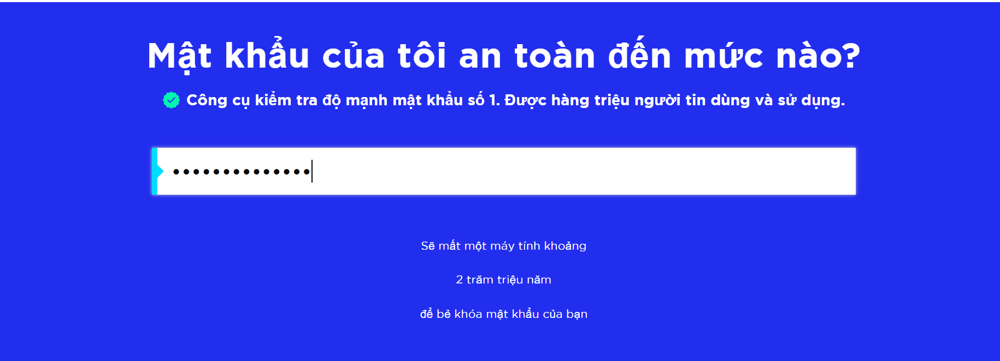 Mật khẩu của tôi an toàn đến mức nào?
Công cụ kiểm tra độ mạnh mật khẩu số 1. Được hàng triệu người tin dùng và sử dụng.
••••••••••••••
Sẽ mất một máy tính khoảng
2 trăm triệu năm
để bẻ khóa mật khẩu của bạn